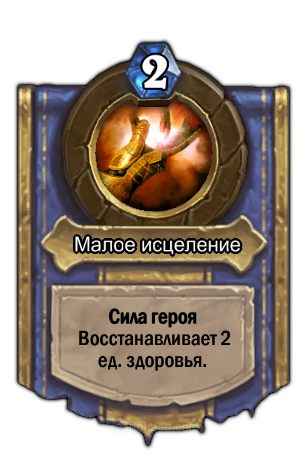 2
Малое исцеление
Сила героя
Восстанавливает 2
ед. здоровья.